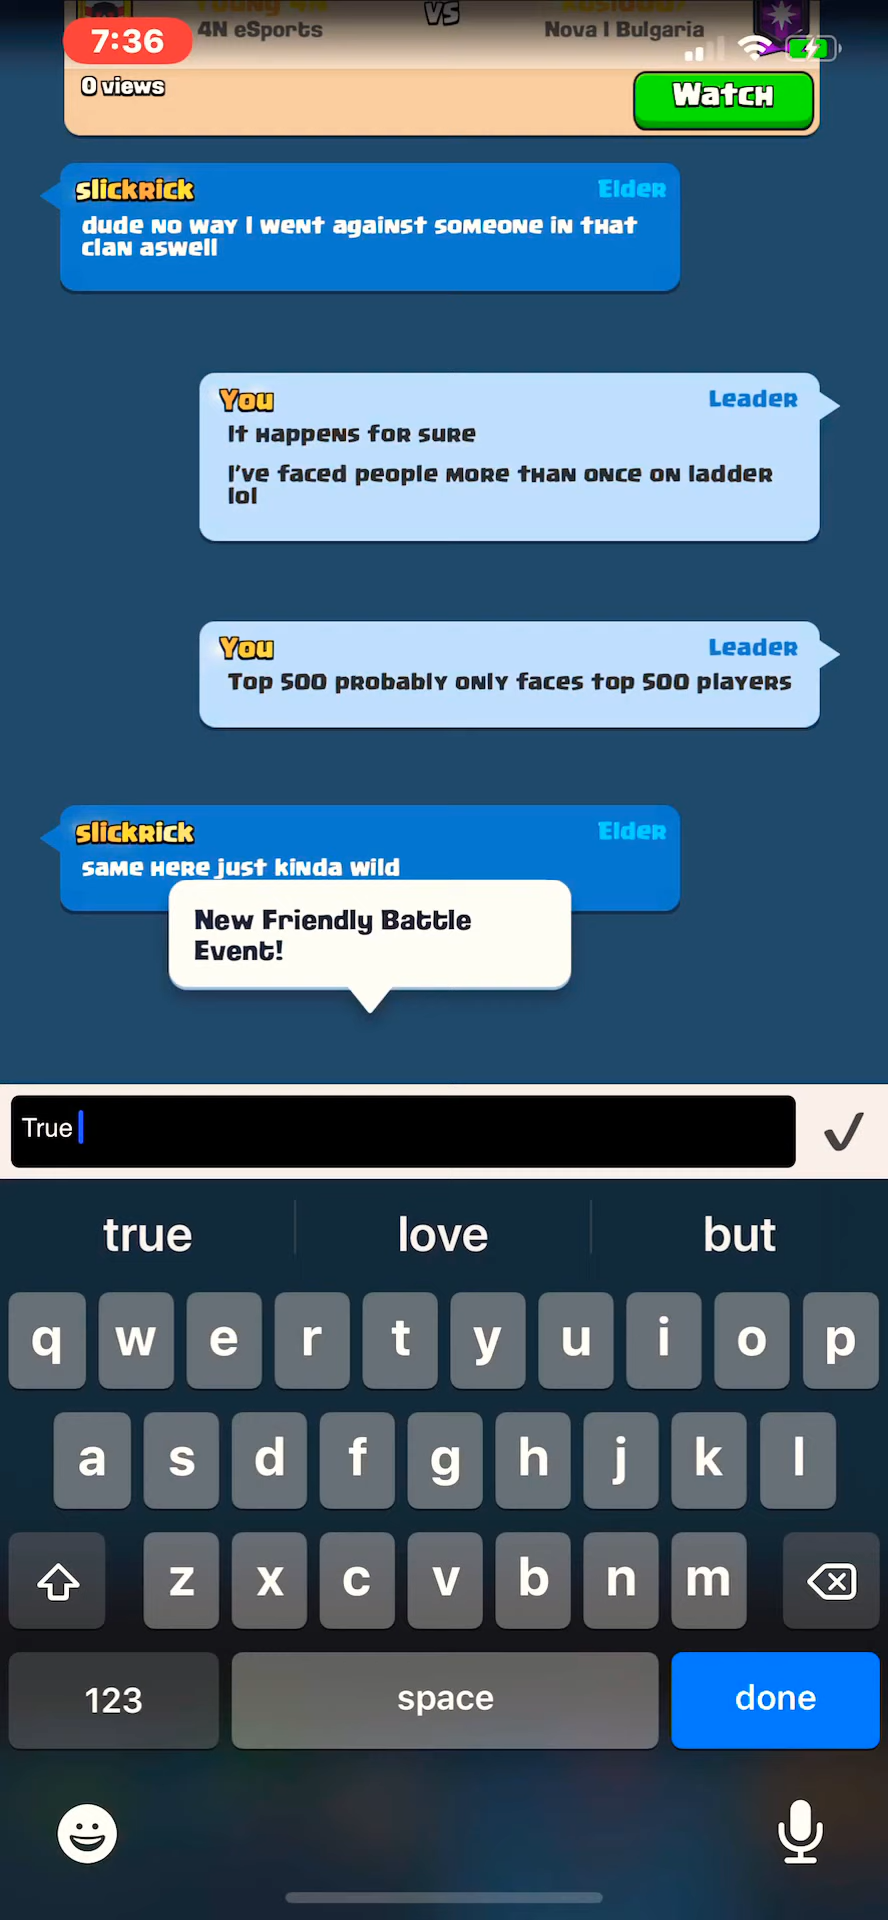 Young 4N
VS
4N eSports
Nova | Bulgaria
7:36
0 views
Watch
slickrick
Elder
dude no way I went against someone in that
clan aswell
You
Leader
It happens for sure
I've faced people more than once on ladder
lol
You
Leader
Top 500 probably only faces top 500 players
slickrick
Elder
same here just kinda wild
New Friendly Battle
Event!
True
true
love
but
q w e r t y u i o p
a s d f g h j k l
z x c v b n m
123
space
done